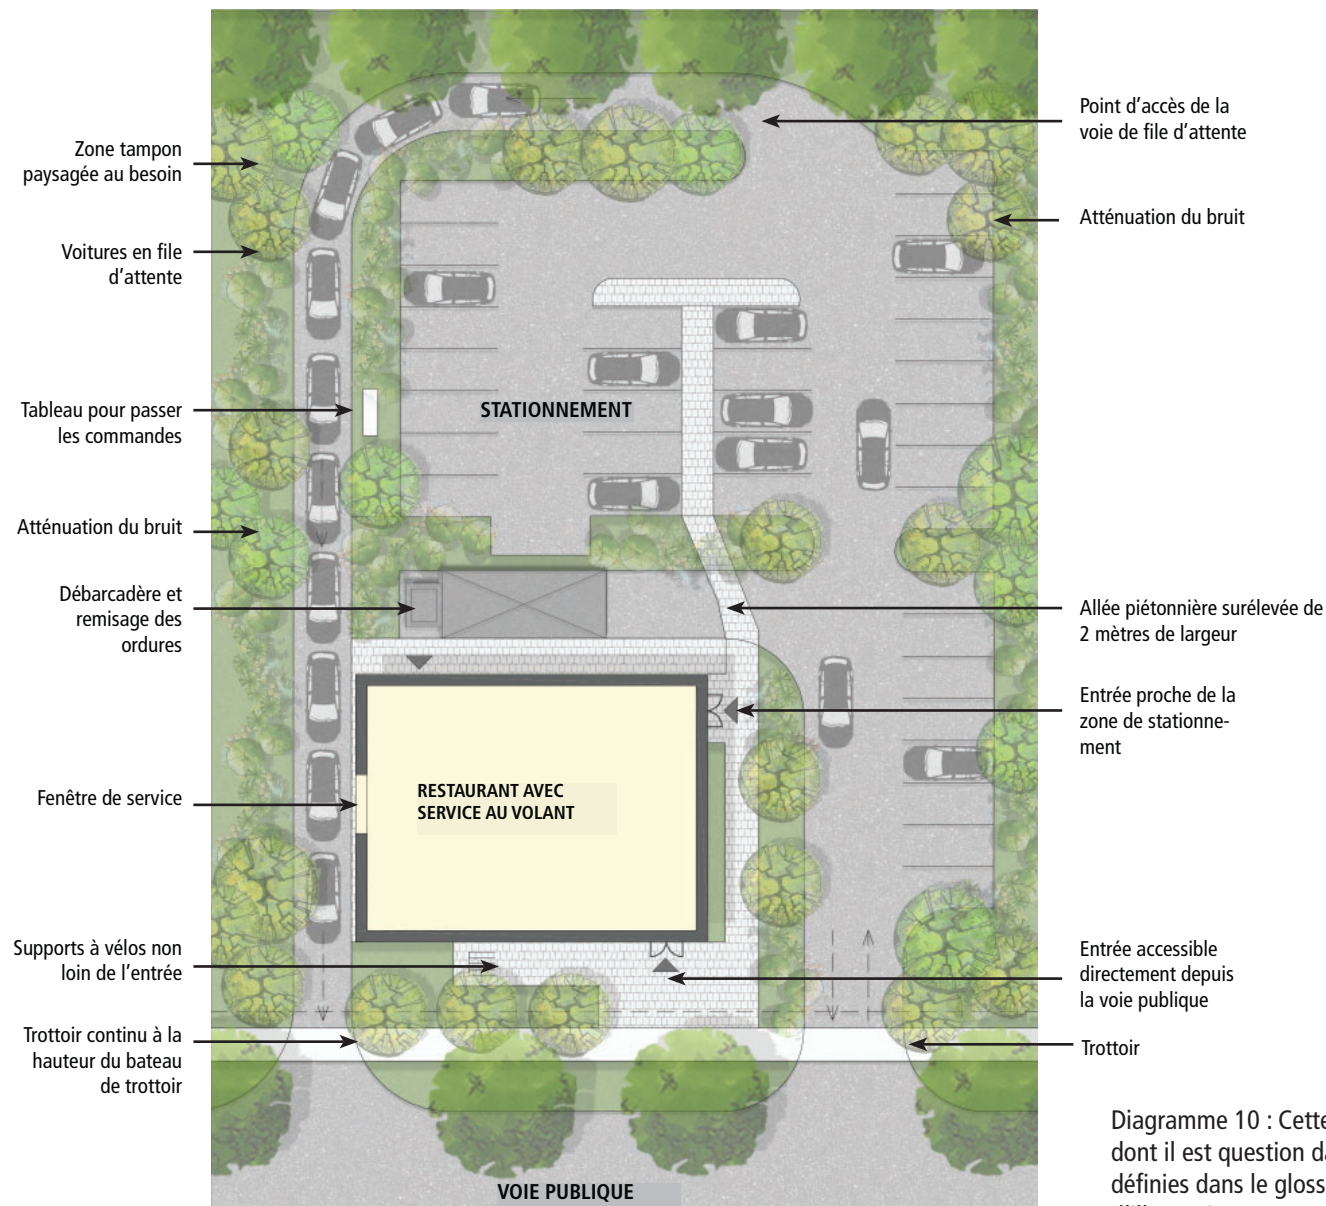 Zone tampon
paysagée au besoin
Voitures en file
d'attente
Tableau pour passer
les commandes
Atténuation du bruit
Débarcadère et
remisage des
ordures
Fenêtre de service
Supports à vélos non
loin de l'entrée
Trottoir continu à la
hauteur du bateau
de trottoir
STATIONNEMENT
RESTAURANT AVEC
SERVICE AU VOLANT
VOIE PUBLIQUE
Point d'accès de la
voie de file d'attente
Atténuation du bruit
Allée piétonnière surélevée de
2 mètres de largeur
Entrée proche de la
zone de stationne-
ment
Entrée accessible
directement depuis
la voie publique
Trottoir
Diagramme 10 : Cette
dont il est question da
définies dans le gloss